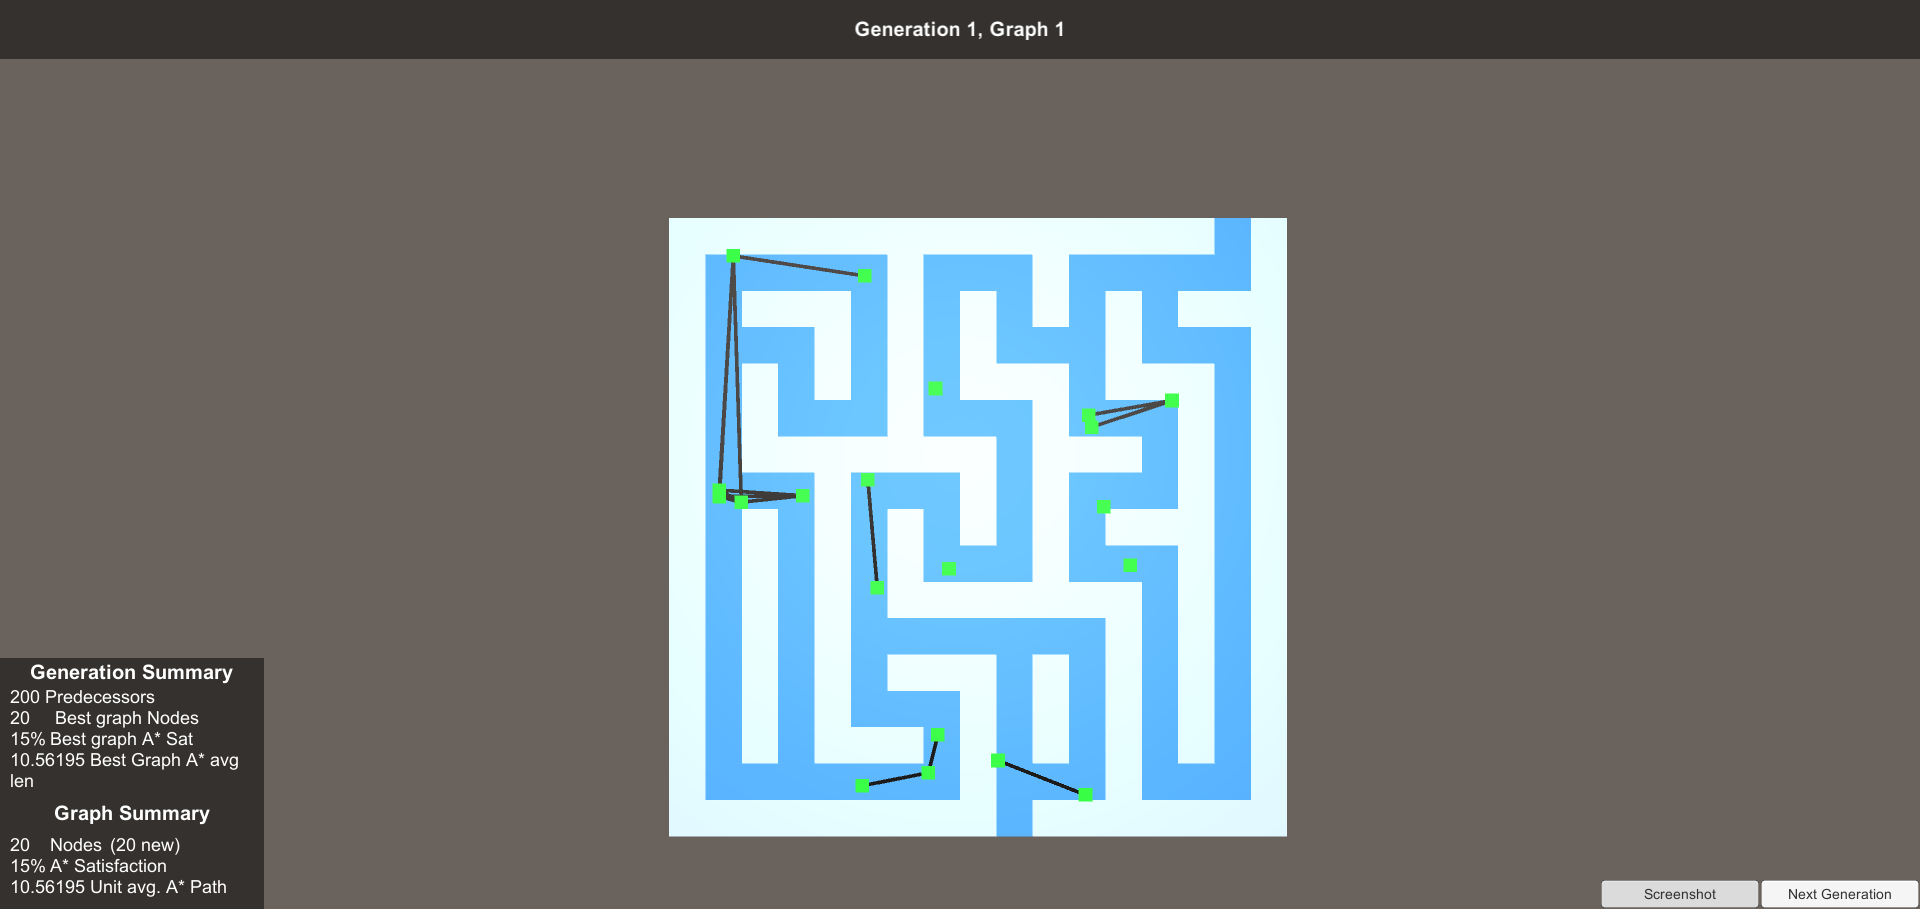 Generation 1, Graph 1
Generation Summary
200 Predecessors
20 Best graph Nodes
15% Best graph A* Sat
10.56195 Best Graph A* avg
len
Graph Summary
20 Nodes (20 new)
15% A* Satisfaction
10.56195 Unit avg. A* Path
Screenshot
Next Generation